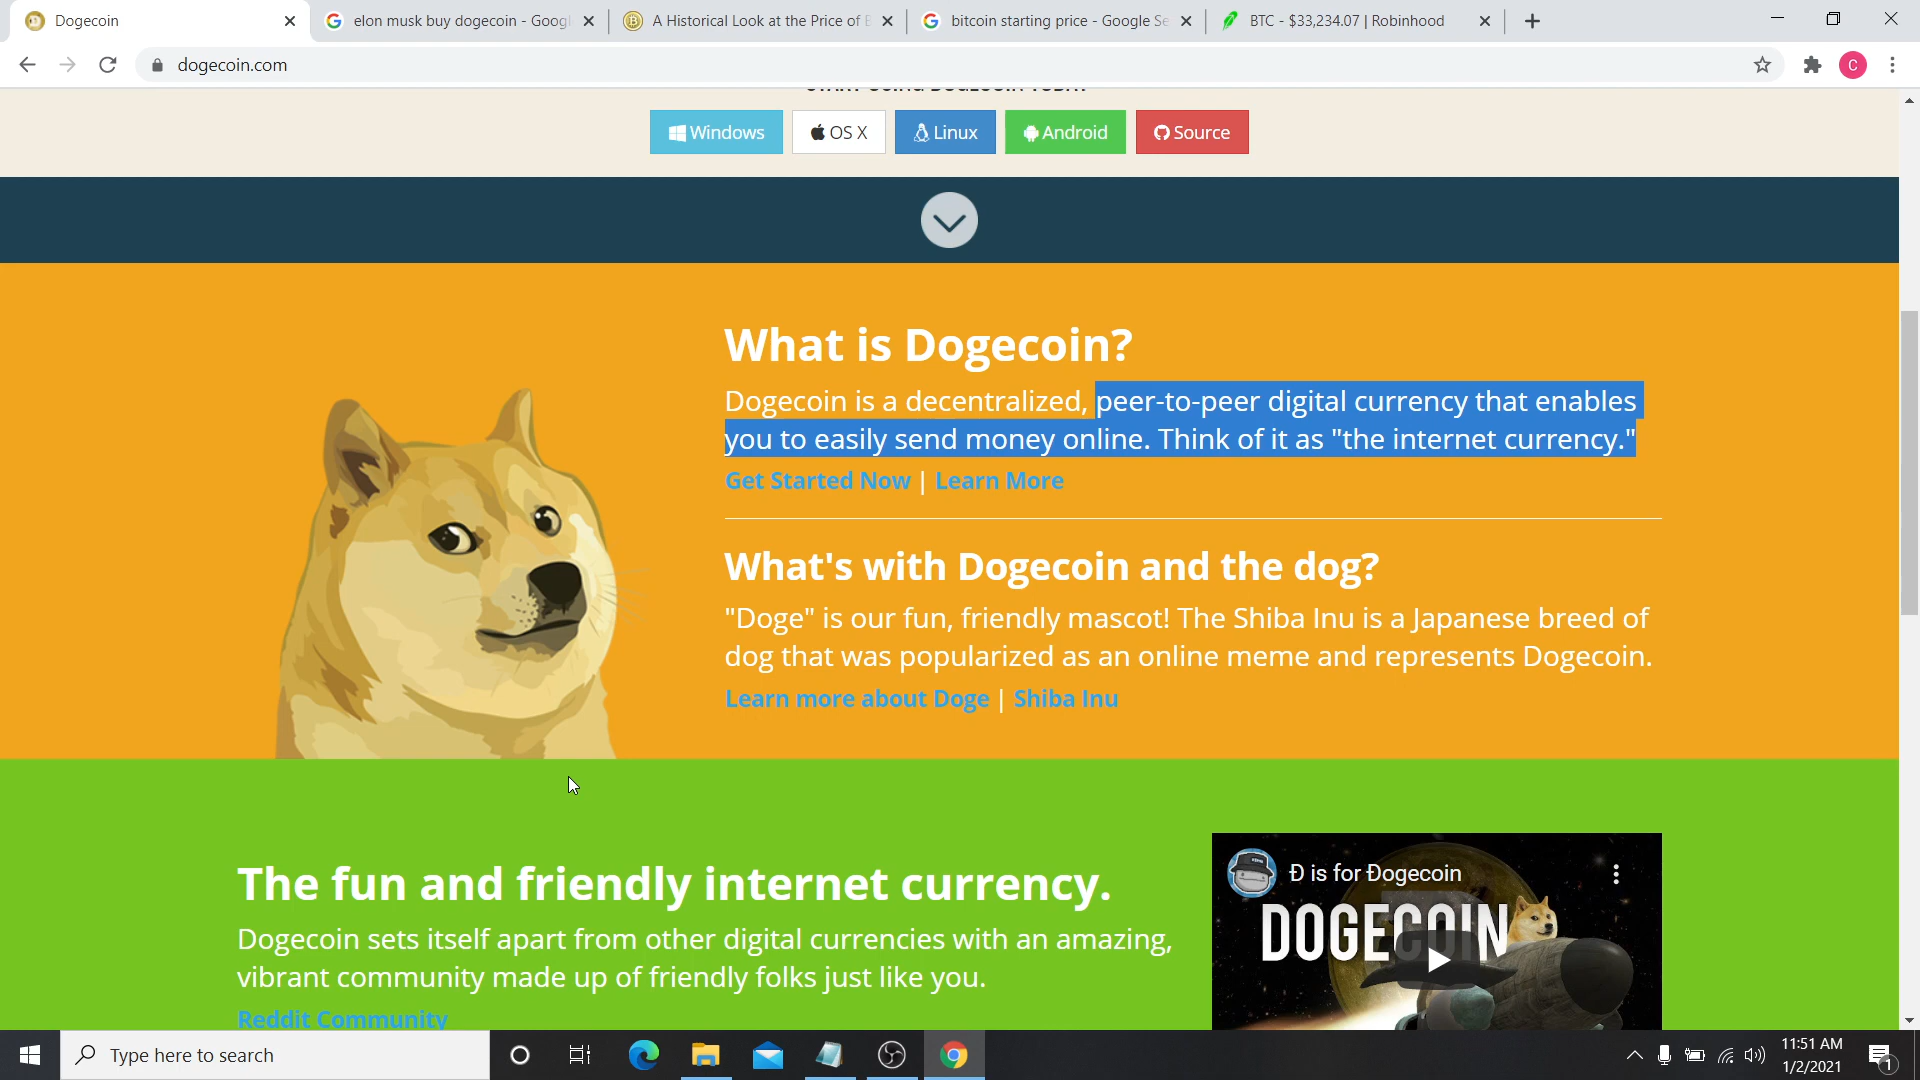 Dogecoin
elon musk buy dogecoin - Googl
A Historical Look at the Price of B
bitcoin starting price - Google Se
BTC - $33,234.07 | Robinhood
dogecoin.com
C
Windows
OS X
Linux
Android
Source
What is Dogecoin?
Dogecoin is a decentralized, peer-to-peer digital currency that enables
you to easily send money online. Think of it as "the internet currency."
Get Started Now | Learn More
What's with Dogecoin and the dog?
"Doge" is our fun, friendly mascot! The Shiba Inu is a Japanese breed of
dog that was popularized as an online meme and represents Dogecoin.
Learn more about Doge | Shiba Inu
The fun and friendly internet currency.
Dogecoin sets itself apart from other digital currencies with an amazing,
vibrant community made up of friendly folks just like you.
Reddit Community
Ð is for Ðogecoin
DOGECOIN
Type here to search
11:51 AM
1/2/2021
1